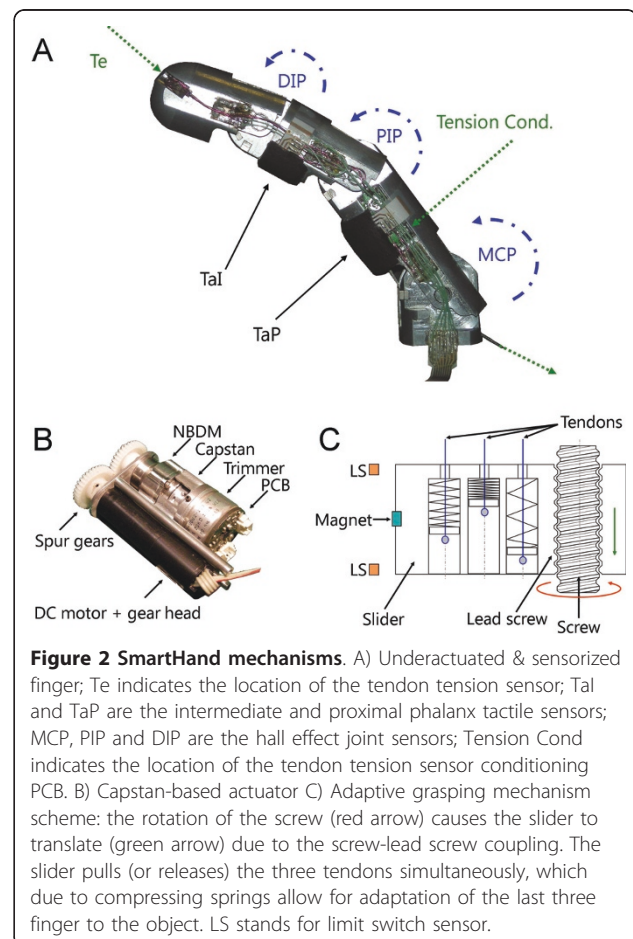 A
Te
DIP
PIP
Tension Cond.
MCP
TaI
TaP
B
NBDM
Capstan
Trimmer
PCB
Spur gears
DC motor + gear head
C
Tendons
LS
Magnet
LS
Slider
Lead screw
Screw
Figure 2 SmartHand mechanisms. A) Underactuated & sensorized
finger; Te indicates the location of the tendon tension sensor; TaI
and TaP are the intermediate and proximal phalanx tactile sensors;
MCP, PIP and DIP are the hall effect joint sensors; Tension Cond
indicates the location of the tendon tension sensor conditioning
PCB. B) Capstan-based actuator C) Adaptive grasping mechanism
scheme: the rotation of the screw (red arrow) causes the slider to
translate (green arrow) due to the screw-lead screw coupling. The
slider pulls (or releases) the three tendons simultaneously, which
due to compressing springs allow for adaptation of the last three
finger to the object. LS stands for limit switch sensor.